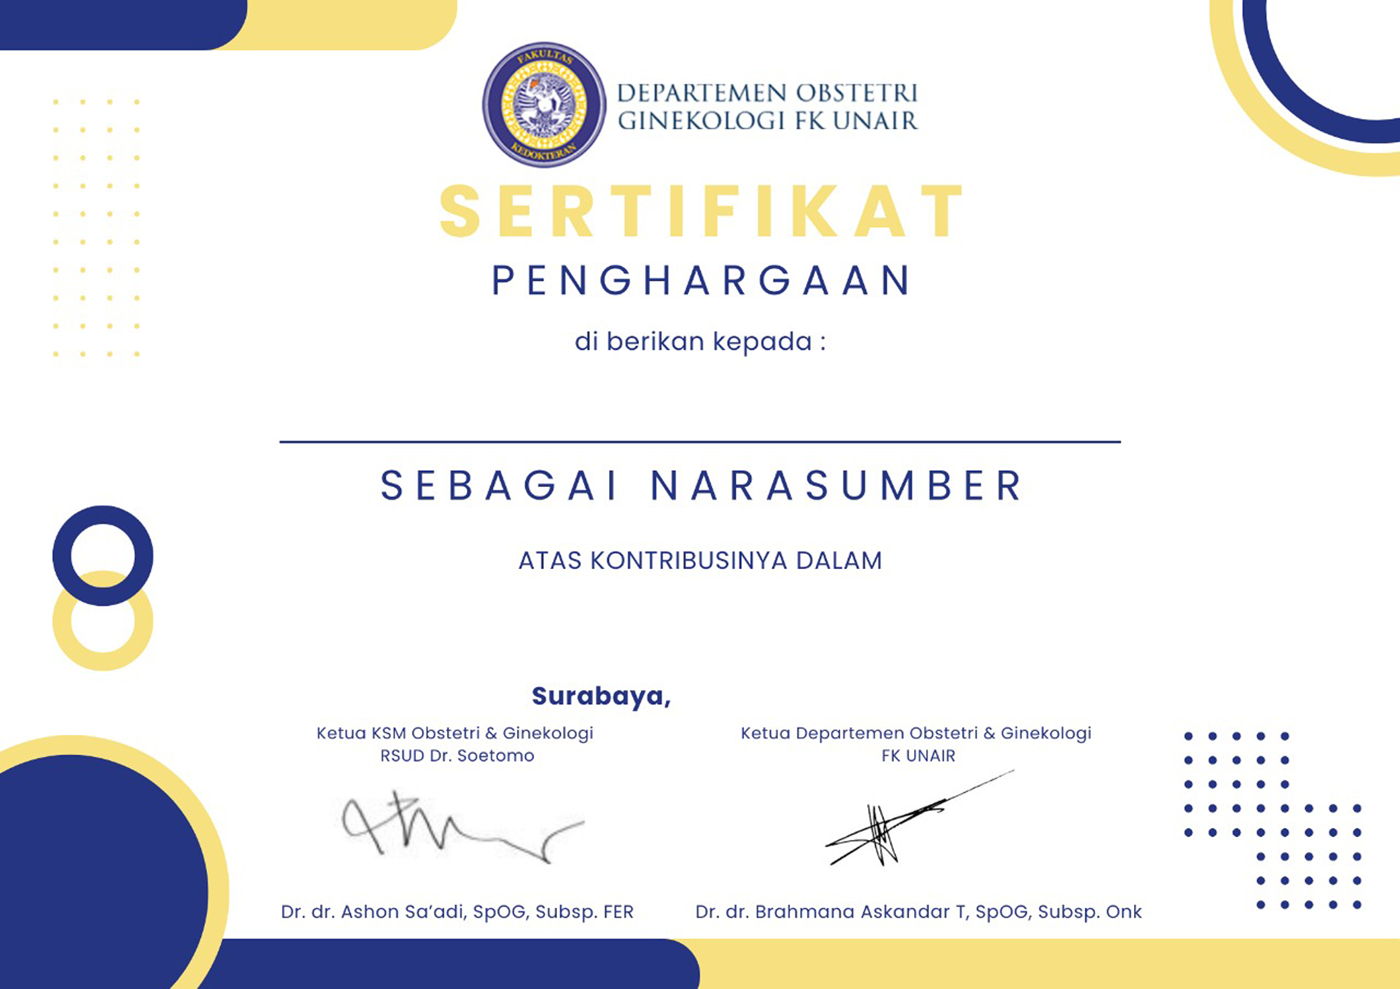 FAKULTAS
KEDOKTERAN
DEPARTEMEN OBSTETRI
GINEKOLOGI FK UNAIR
SERTIFIKAT
PENGHARGAAN
di berikan kepada :
SEBAGAI NARASUMBER
ATAS KONTRIBUSINYA DALAM
Surabaya,
Ketua KSM Obstetri & Ginekologi
RSUD Dr. Soetomo
Dr. dr. Ashon Sa’adi, SpOG, Subsp. FER
Ketua Departemen Obstetri & Ginekologi
FK UNAIR
Dr. dr. Brahmana Askandar T, SpOG, Subsp. Onk